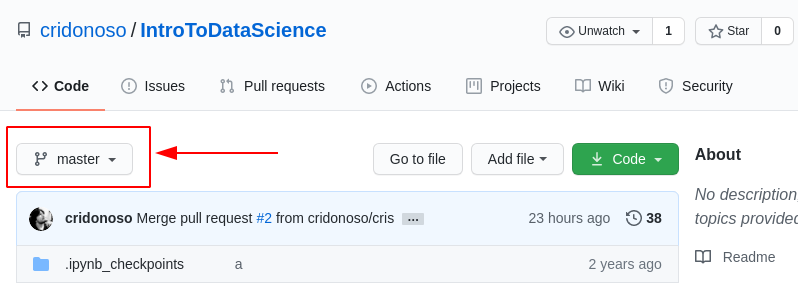 cridonoso / IntroToDataScience
Unwatch 1 Star 0
Code Issues Pull requests Actions Projects Wiki Security
master Go to file Add file Code About
cridonoso Merge pull request #2 from cridonoso/cris ... 23 hours ago 38
No description,
topics provided
.ipynb_checkpoints a 2 years ago
Readme